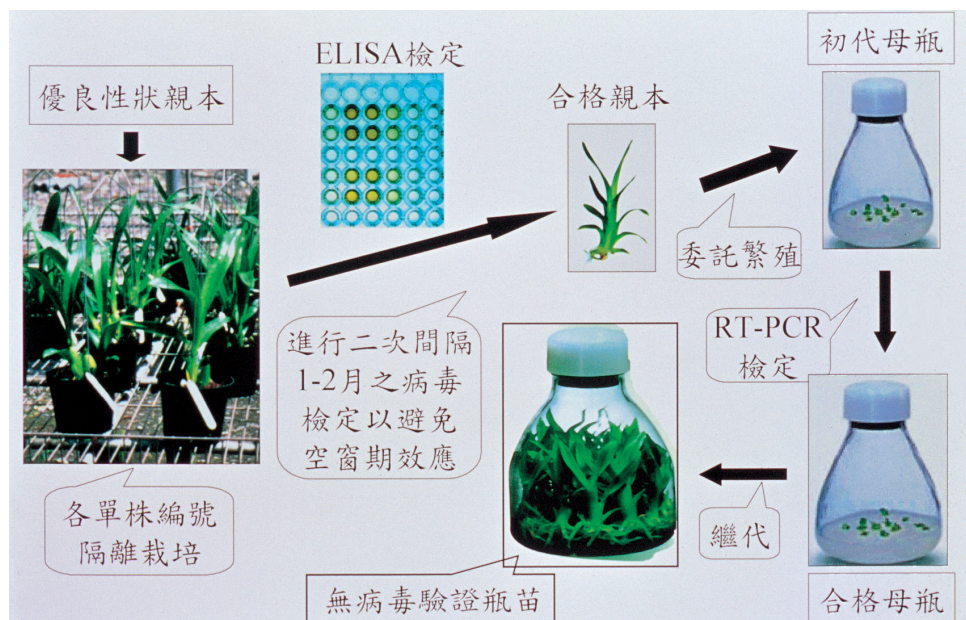 優良性狀親本
各單株編號
隔離栽培
ELISA檢定
進行二次間隔
1-2月之病毒
檢定以避免
空窗期效應
合格親本
委託繁殖
初代母瓶
RT-PCR
檢定
合格母瓶
繼代
無病毒驗證瓶苗